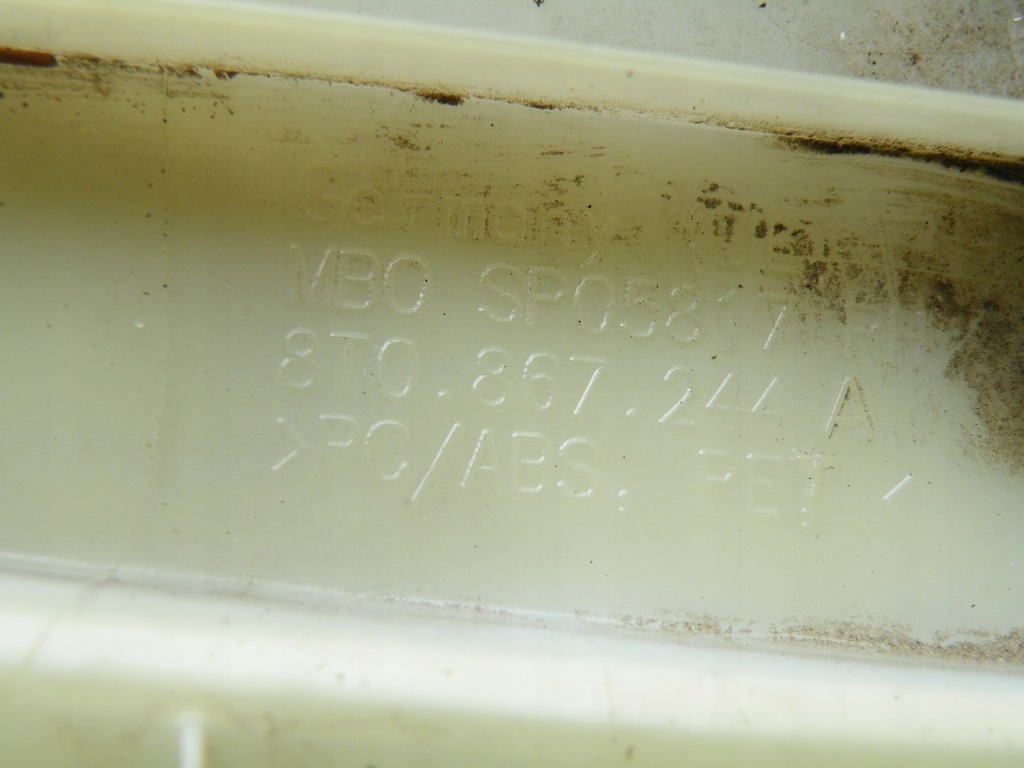 Germany
MBO SP05817
8T0.867.244 A
>PC/ABS. PET <